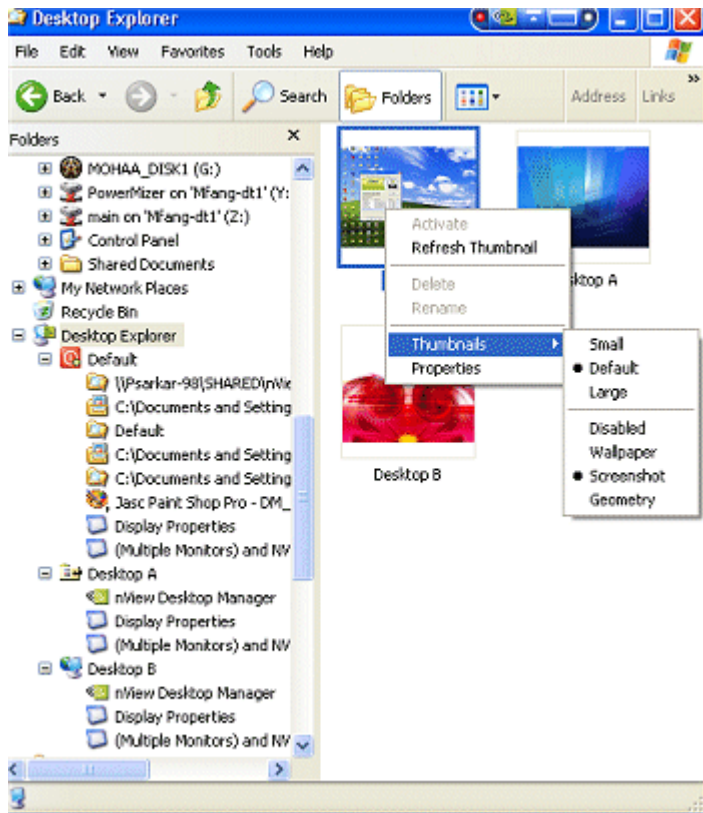 Desktop Explorer
File Edit View Favorites Tools Help
Back Search Folders Address Links
Folders
MOHAA_DISK1 (G:)
PowerMizer on 'Mfang-dt1' (Y:
main on 'Mfang-dt1' (Z:)
Control Panel
Shared Documents
My Network Places
Recycle Bin
Desktop Explorer
Default
\\Psarkar-98\SHARED\nVie
C:\Documents and Setting
Default
C:\Documents and Setting
C:\Documents and Setting
Jasc Paint Shop Pro - DM_
Display Properties
(Multiple Monitors) and NV
Desktop A
nView Desktop Manager
Display Properties
(Multiple Monitors) and NV
Desktop B
nView Desktop Manager
Display Properties
(Multiple Monitors) and NV
Activate
Refresh Thumbnail
Delete
Rename
Thumbnails
Properties
Small
Default
Large
Disabled
Wallpaper
Screenshot
Geometry
sktop A
Desktop B